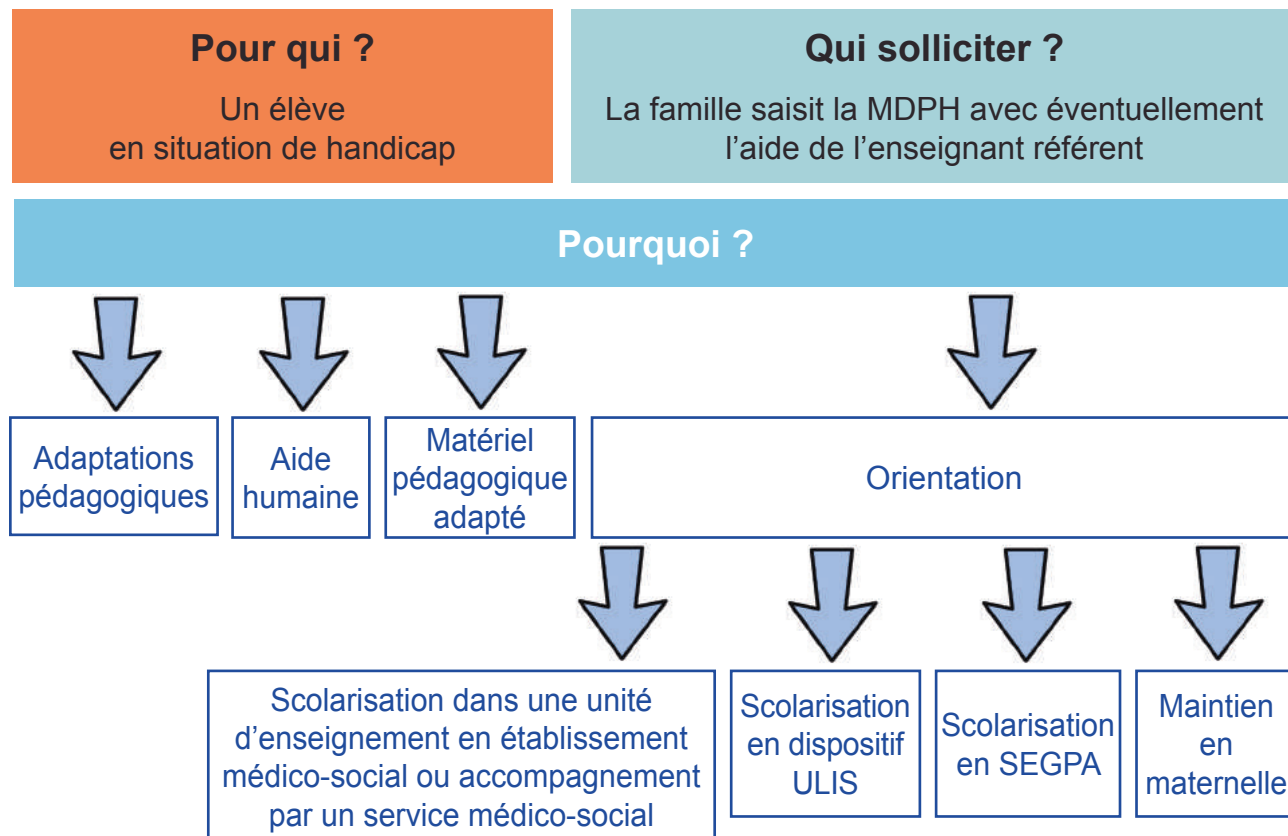 Pour qui ?
Un élève
en situation de handicap
Qui solliciter ?
La famille saisit la MDPH avec éventuellement
l’aide de l’enseignant référent
Pourquoi ?
Adaptations
pédagogiques
Aide
humaine
Matériel
pédagogique
adapté
Orientation
Scolarisation dans une unité
d’enseignement en établissement
médico-social ou accompagnement
par un service médico-social
Scolarisation
en dispositif
ULIS
Scolarisation
en SEGPA
Maintien
en
maternelle